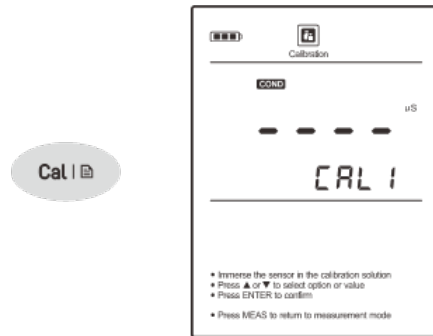 Calibration
COND
µS
– – – –
Cal
CAL 1
• Immerse the sensor in the calibration solution
• Press ▲ or ▼ to select option or value
• Press ENTER to confirm
• Press MEAS to return to measurement mode